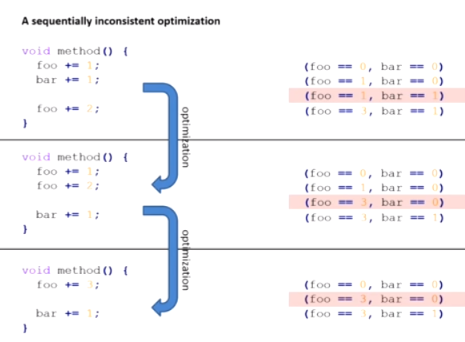 A sequentially inconsistent optimization
void method() {
foo += 1;
bar += 1;
foo += 2;
}
(foo == 0, bar == 0)
(foo == 1, bar == 0)
(foo == 1, bar == 1)
(foo == 3, bar == 1)
optimization
void method() {
foo += 1;
foo += 2;
bar += 1;
}
(foo == 0, bar == 0)
(foo == 1, bar == 0)
(foo == 3, bar == 0)
(foo == 3, bar == 1)
optimization
void method() {
foo += 3;
bar += 1;
}
(foo == 0, bar == 0)
(foo == 3, bar == 0)
(foo == 3, bar == 1)